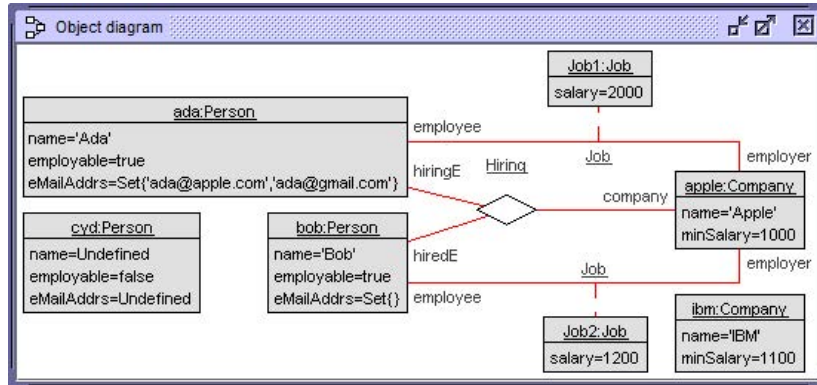 Object diagram
Job1:Job
salary=2000
ada:Person
name='Ada'
employable=true
eMailAddrs=Set{'ada@apple.com','ada@gmail.com'}
employee
Job
employer
hiringE
Hiring
company
apple:Company
name='Apple'
minSalary=1000
cyd:Person
name=Undefined
employable=false
eMailAddrs=Undefined
bob:Person
name='Bob'
employable=true
eMailAddrs=Set{}
hiredE
employee
Job
employer
Job2:Job
salary=1200
ibm:Company
name='IBM'
minSalary=1100